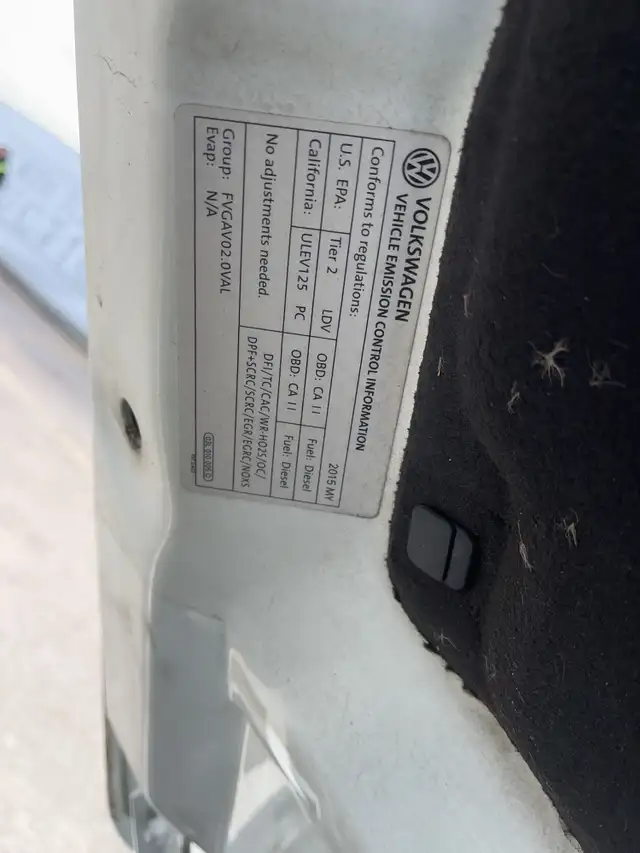 VOLKSWAGEN
VEHICLE EMISSION CONTROL INFORMATION
Conforms to regulations: 2015 MY
U.S. EPA: Tier 2 LDV OBD: CA II Fuel: Diesel
California: ULEV125 PC OBD: CA II Fuel: Diesel
No adjustments needed. DFI/TC/CAC/WR-HO2S/OC/
DPF+SCRC/SCRC/EGR/EGRC/NOXS
Group: FVGAV02.0VAL
Evap: N/A